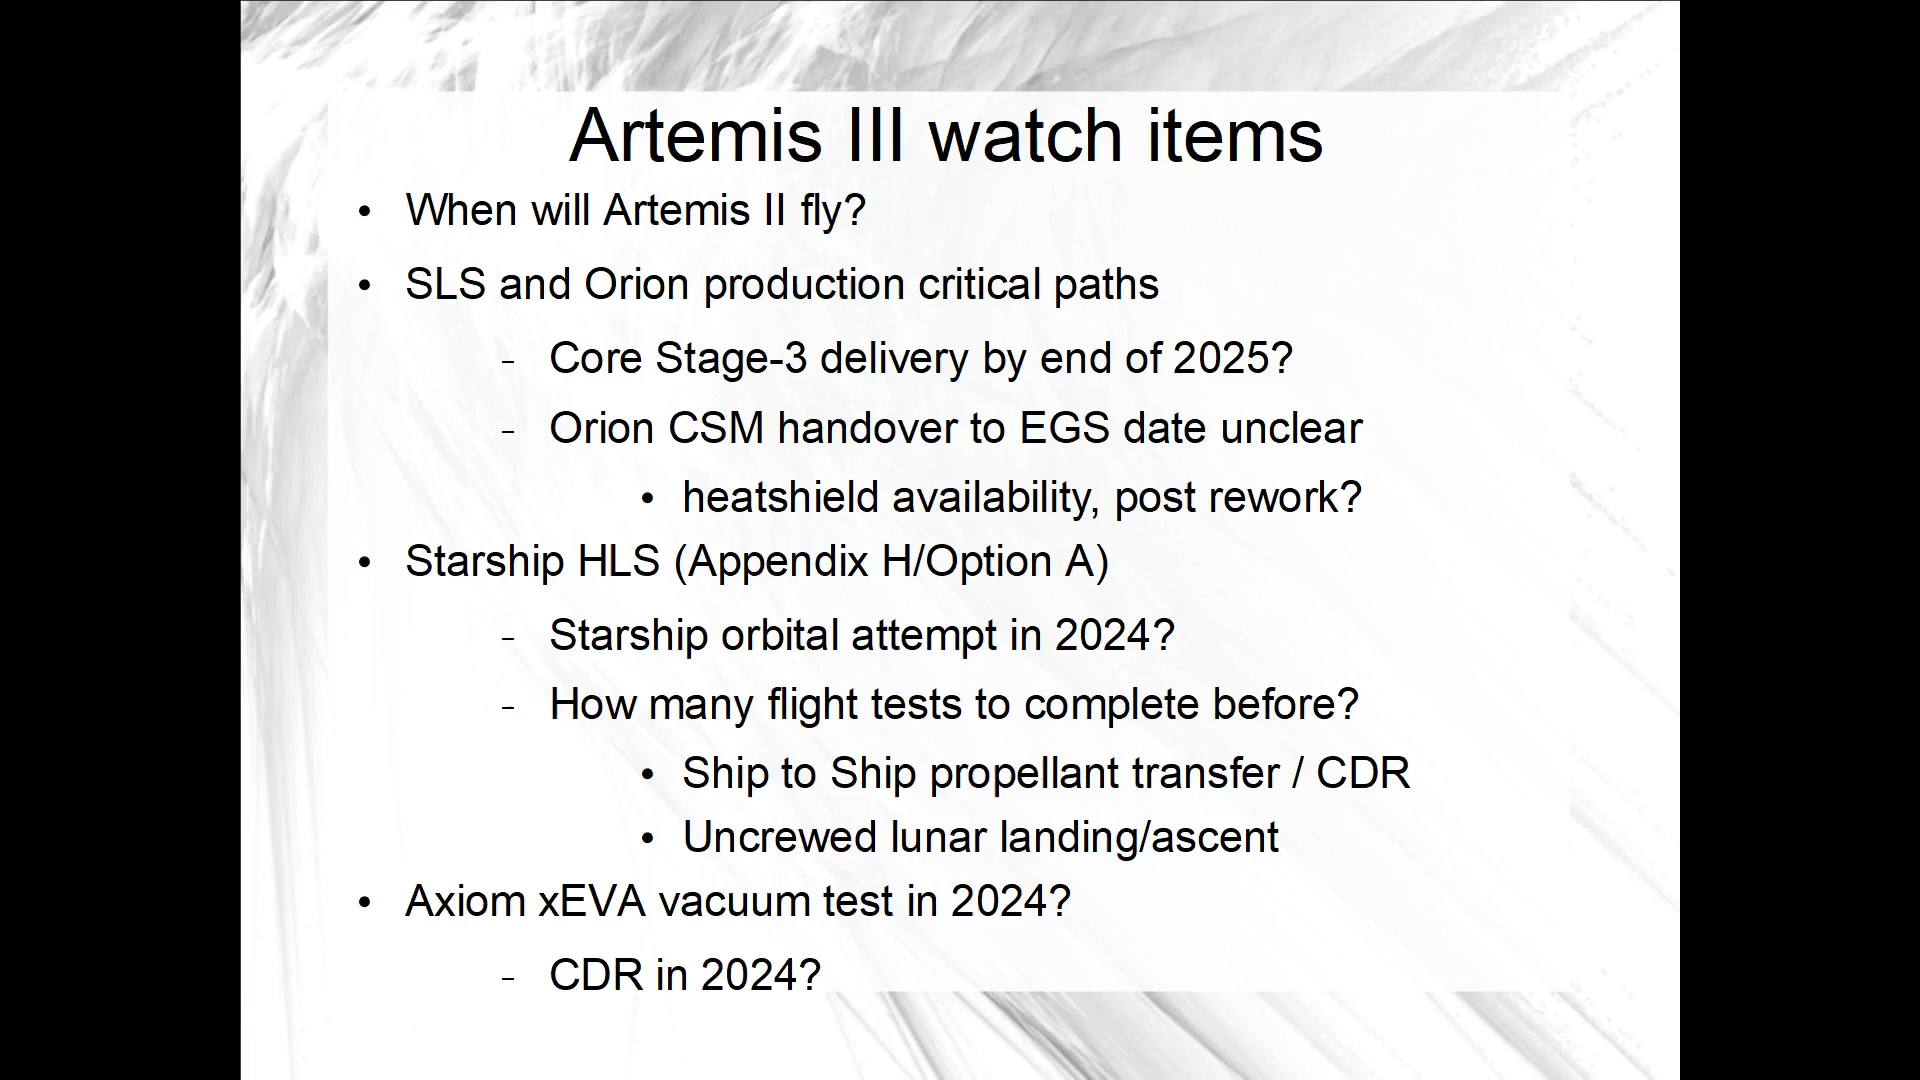 Artemis III watch items
• When will Artemis II fly?
• SLS and Orion production critical paths
– Core Stage-3 delivery by end of 2025?
– Orion CSM handover to EGS date unclear
• heatshield availability, post rework?
• Starship HLS (Appendix H/Option A)
– Starship orbital attempt in 2024?
– How many flight tests to complete before?
• Ship to Ship propellant transfer / CDR
• Uncrewed lunar landing/ascent
• Axiom xEVA vacuum test in 2024?
– CDR in 2024?